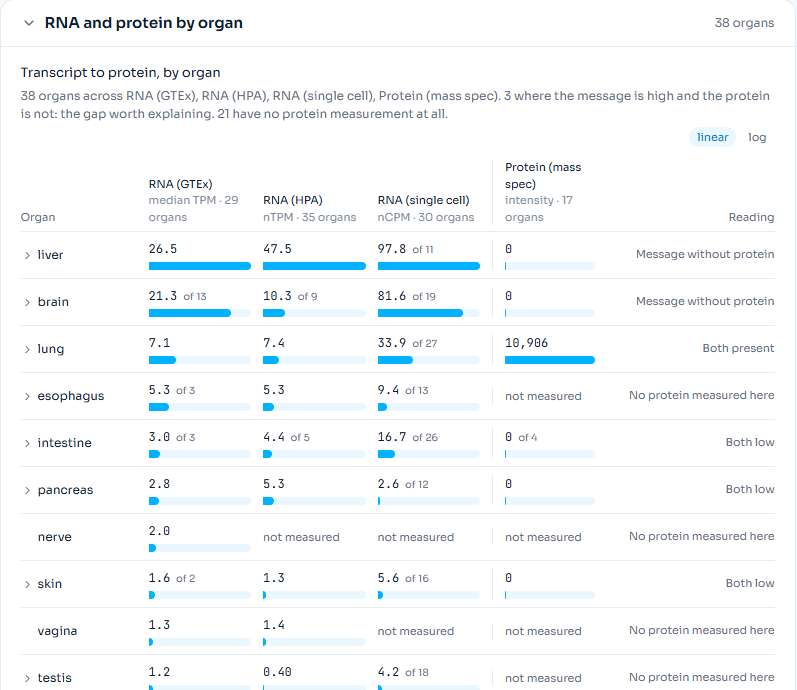 RNA and protein by organ
38 organs
Transcript to protein, by organ
38 organs across RNA (GTEx), RNA (HPA), RNA (single cell), Protein (mass spec). 3 where the message is high and the protein
is not: the gap worth explaining. 21 have no protein measurement at all.
linear log
Organ
RNA (GTEx)
median TPM · 29
organs
RNA (HPA)
nTPM · 35 organs
RNA (single cell)
nCPM · 30 organs
Protein (mass
spec)
intensity · 17
organs
Reading
liver 26.5 47.5 97.8 of 11 0 Message without protein
brain 21.3 of 13 10.3 of 9 81.6 of 19 0 Message without protein
lung 7.1 7.4 33.9 of 27 10,906 Both present
esophagus 5.3 of 3 5.3 9.4 of 13 not measured No protein measured here
intestine 3.0 of 3 4.4 of 5 16.7 of 26 0 of 4 Both low
pancreas 2.8 5.3 2.6 of 12 0 Both low
nerve 2.0 not measured not measured not measured No protein measured here
skin 1.6 of 2 1.3 5.6 of 16 0 Both low
vagina 1.3 1.4 not measured not measured No protein measured here
testis 1.2 0.40 4.2 of 18 not measured No protein measured here